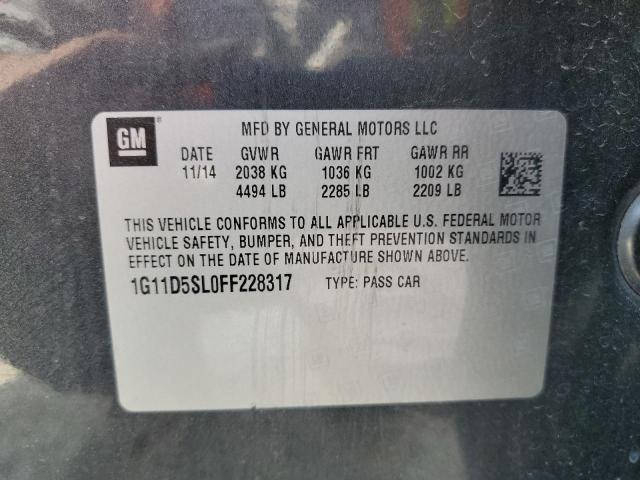 GM ®
MFD BY GENERAL MOTORS LLC
DATE GVWR GAWR FRT GAWR RR
11/14 2038 KG 1036 KG 1002 KG
4494 LB 2285 LB 2209 LB
THIS VEHICLE CONFORMS TO ALL APPLICABLE U.S. FEDERAL MOTOR
VEHICLE SAFETY, BUMPER, AND THEFT PREVENTION STANDARDS IN
EFFECT ON THE DATE OF MANUFACTURE SHOWN ABOVE.
1G11D5SL0FF228317 TYPE: PASS CAR